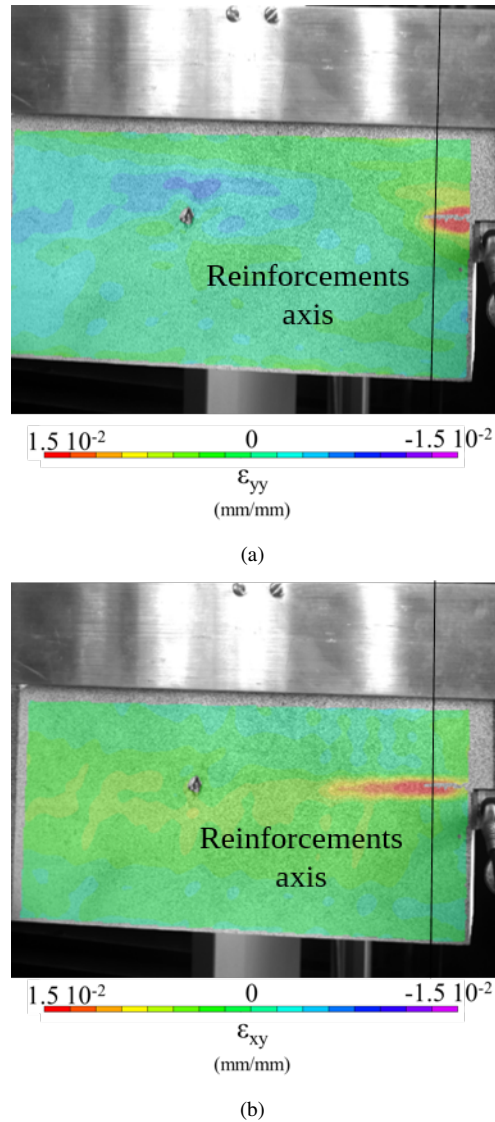 Reinforcements
axis
1.5 10-2 0 -1.5 10-2
εyy
(mm/mm)
(a)
Reinforcements
axis
1.5 10-2 0 -1.5 10-2
εxy
(mm/mm)
(b)